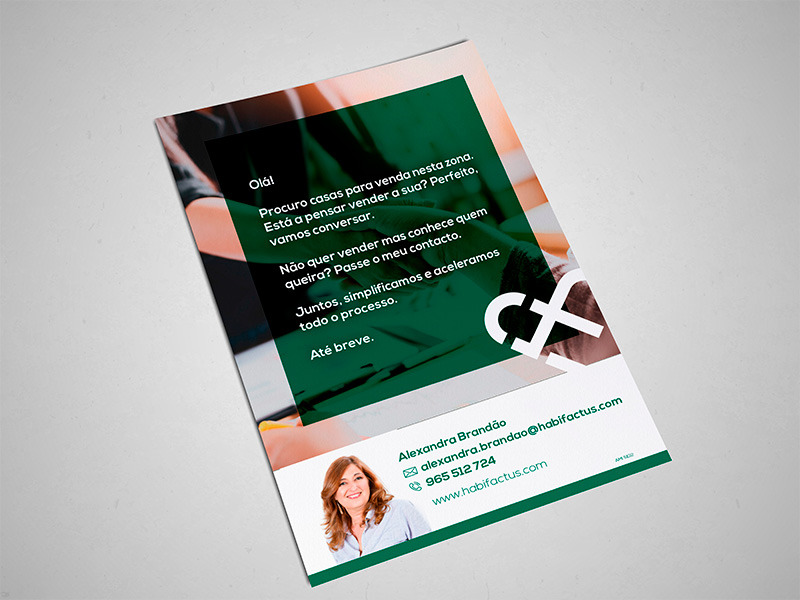 Olá!
Procuro casas para venda nesta zona.
Está a pensar vender a sua? Perfeito,
vamos conversar.
Não quer vender mas conhece quem
queira? Passe o meu contacto.
Juntos, simplificamos e aceleramos
todo o processo.
Até breve.
Alexandra Brandão
alexandra.brandao@habifactus.com
965 512 724
www.habifactus.com